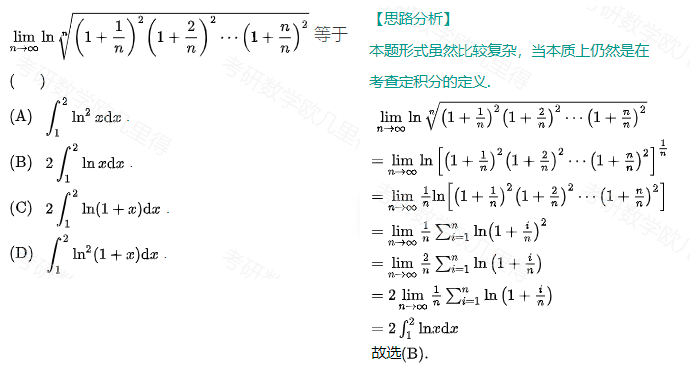 $\lim_{n\to\infty} \ln \sqrt[n]{\left(1+\frac{1}{n}\right)^2\left(1+\frac{2}{n}\right)^2\cdots\left(1+\frac{n}{n}\right)^2}$ 等于
( )
(A) $\int_1^2 \ln^2 x\mathrm{d}x$ .
(B) $2\int_1^2 \ln x\mathrm{d}x$ .
(C) $2\int_1^2 \ln(1+x)\mathrm{d}x$ .
(D) $\int_1^2 \ln^2(1+x)\mathrm{d}x$ .
【思路分析】
本题形式虽然比较复杂，当本质上仍然是在
考查定积分的定义.
$\lim_{n\to\infty} \ln \sqrt[n]{\left(1+\frac{1}{n}\right)^2\left(1+\frac{2}{n}\right)^2\cdots\left(1+\frac{n}{n}\right)^2}$
$=\lim_{n\to\infty} \ln\left[\left(1+\frac{1}{n}\right)^2\left(1+\frac{2}{n}\right)^2\cdots\left(1+\frac{n}{n}\right)^2\right]^{\frac{1}{n}}$
$=\lim_{n\to\infty} \frac{1}{n}\ln\left[\left(1+\frac{1}{n}\right)^2\left(1+\frac{2}{n}\right)^2\cdots\left(1+\frac{n}{n}\right)^2\right]$
$=\lim_{n\to\infty} \frac{1}{n}\sum_{i=1}^n \ln\left(1+\frac{i}{n}\right)^2$
$=\lim_{n\to\infty} \frac{2}{n}\sum_{i=1}^n \ln\left(1+\frac{i}{n}\right)$
$=2\lim_{n\to\infty} \frac{1}{n}\sum_{i=1}^n \ln\left(1+\frac{i}{n}\right)$
$=2\int_1^2 \ln x\mathrm{d}x$
故选(B).
考研数学欧几里得